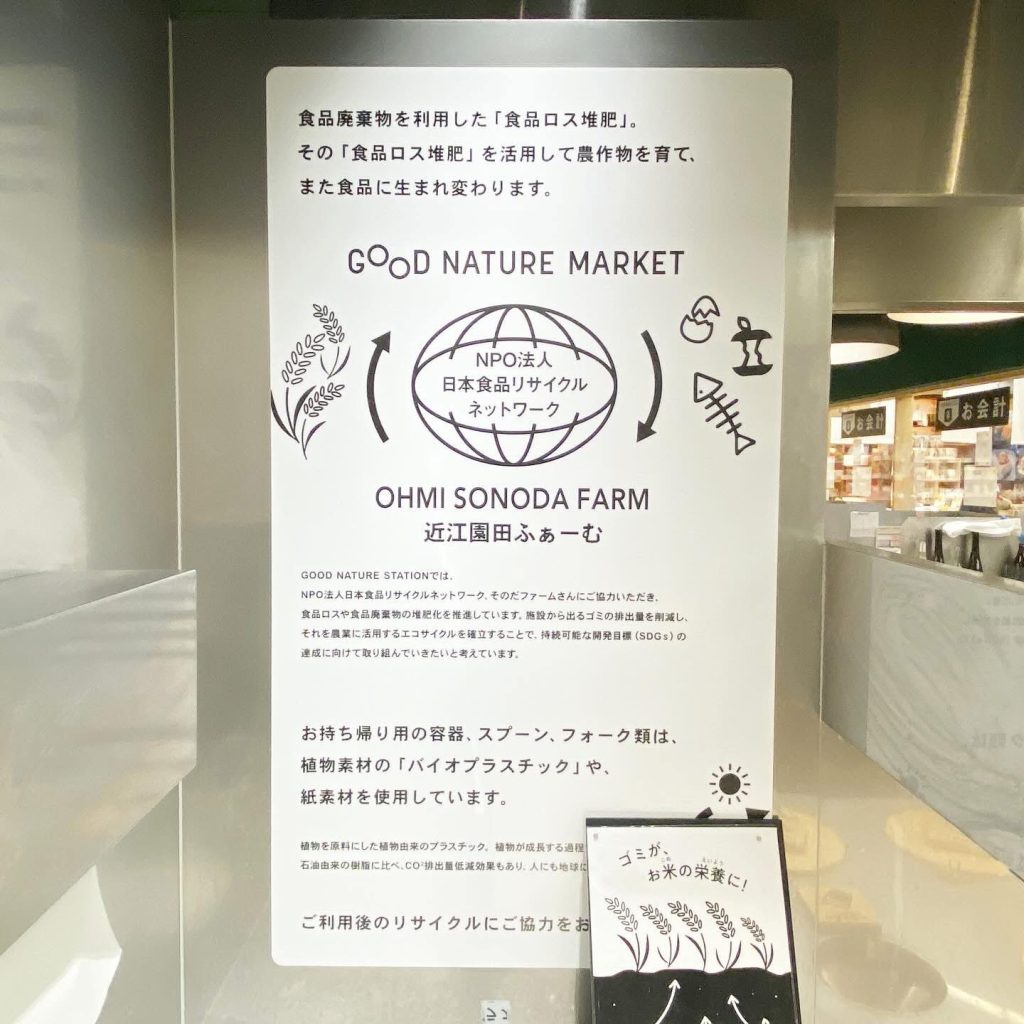 食品廃棄物を利用した「食品ロス堆肥」。
その「食品ロス堆肥」を活用して農作物を育て、
また食品に生まれ変わります。
GOOD NATURE MARKET
NPO法人
日本食品リサイクル
ネットワーク
OHMI SONODA FARM
近江園田ふぁーむ
GOOD NATURE STATIONでは、
NPO法人日本食品リサイクルネットワーク、そのだファームさんにご協力いただき、
食品ロスや食品廃棄物の堆肥化を推進しています。施設から出るゴミの排出量を削減し、
それを農業に活用するエコサイクルを確立することで、持続可能な開発目標（SDGs）の
達成に向けて取り組んでいきたいと考えています。
お持ち帰り用の容器、スプーン、フォーク類は、
植物素材の「バイオプラスチック」や、
紙素材を使用しています。
植物を原料にした植物由来のプラスチック。植物が成長する過程
石油由来の樹脂に比べ、CO²排出量低減効果もあり、人にも地球に
ご利用後のリサイクルにご協力をお
ゴミが、
お米の栄養に!
こめ
えいよう
お会計
お会計